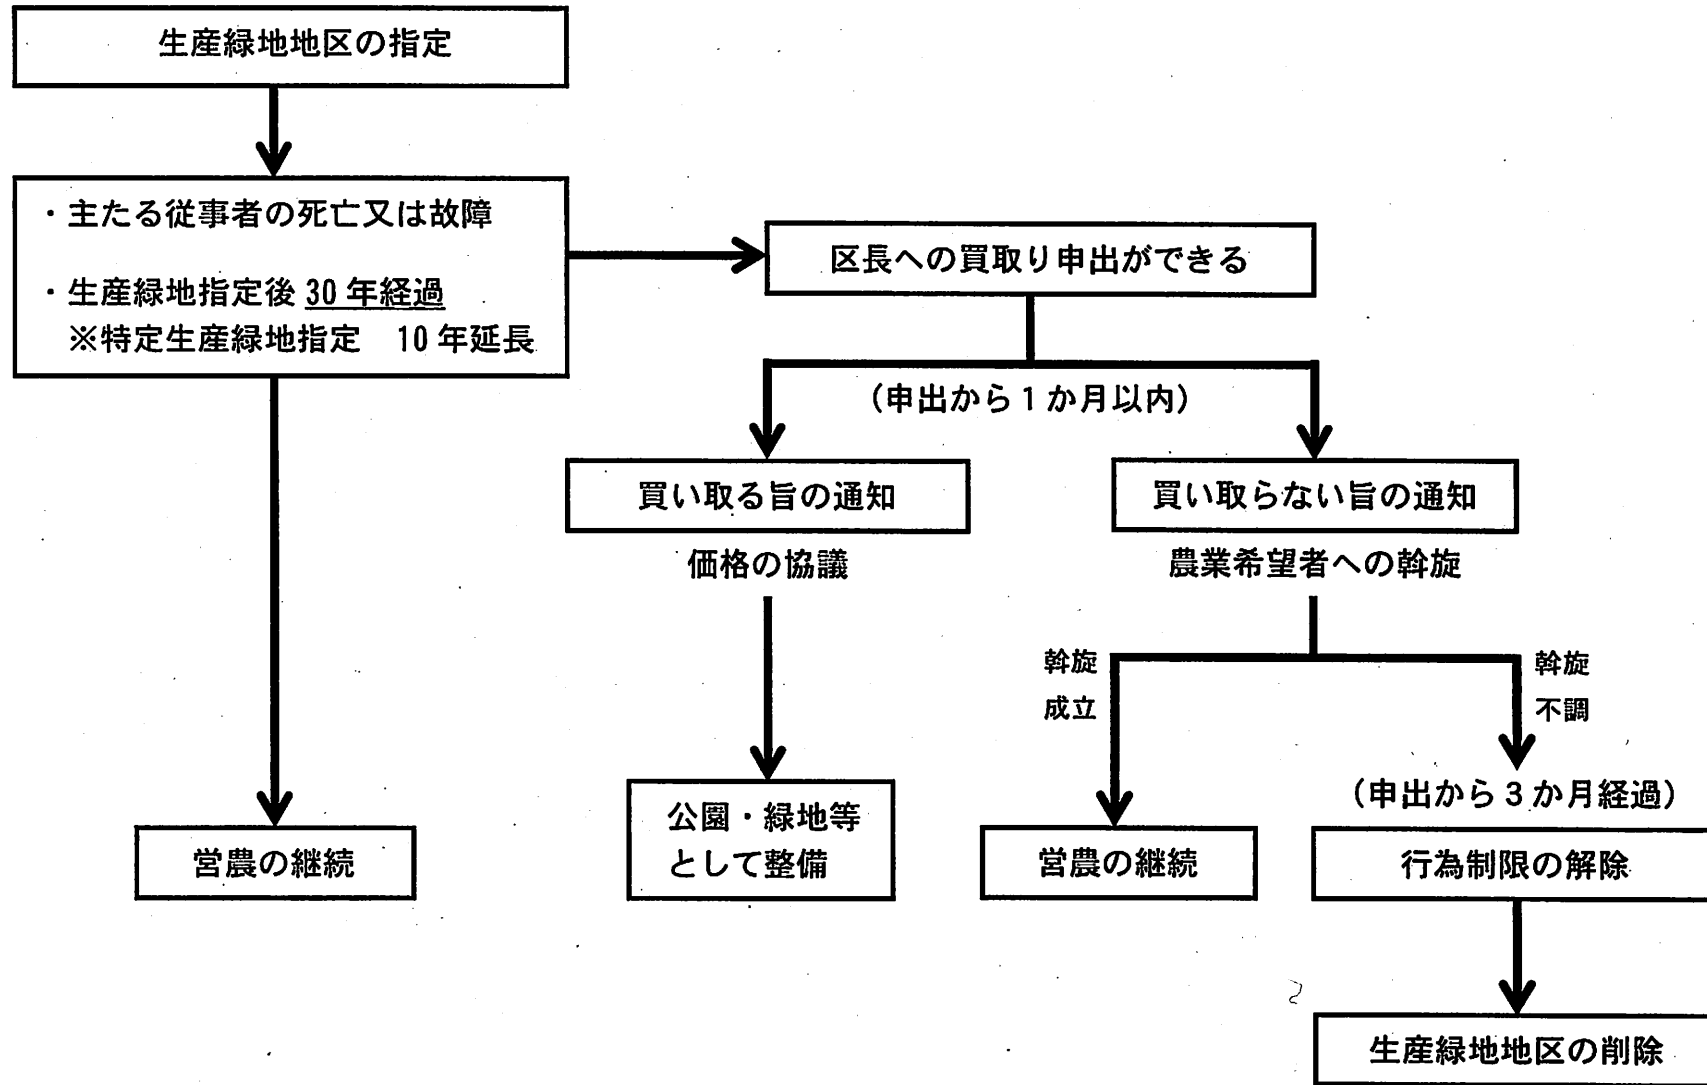 生産緑地地区の指定
・主たる従事者の死亡又は故障
・生産緑地指定後 30年経過
※特定生産緑地指定 10年延長
区長への買取り申出ができる
（申出から１か月以内）
買い取る旨の通知
買い取らない旨の通知
価格の協議
農業希望者への斡旋
斡旋
成立
斡旋
不調
（申出から３か月経過）
営農の継続
公園・緑地等
として整備
営農の継続
行為制限の解除
生産緑地地区の削除